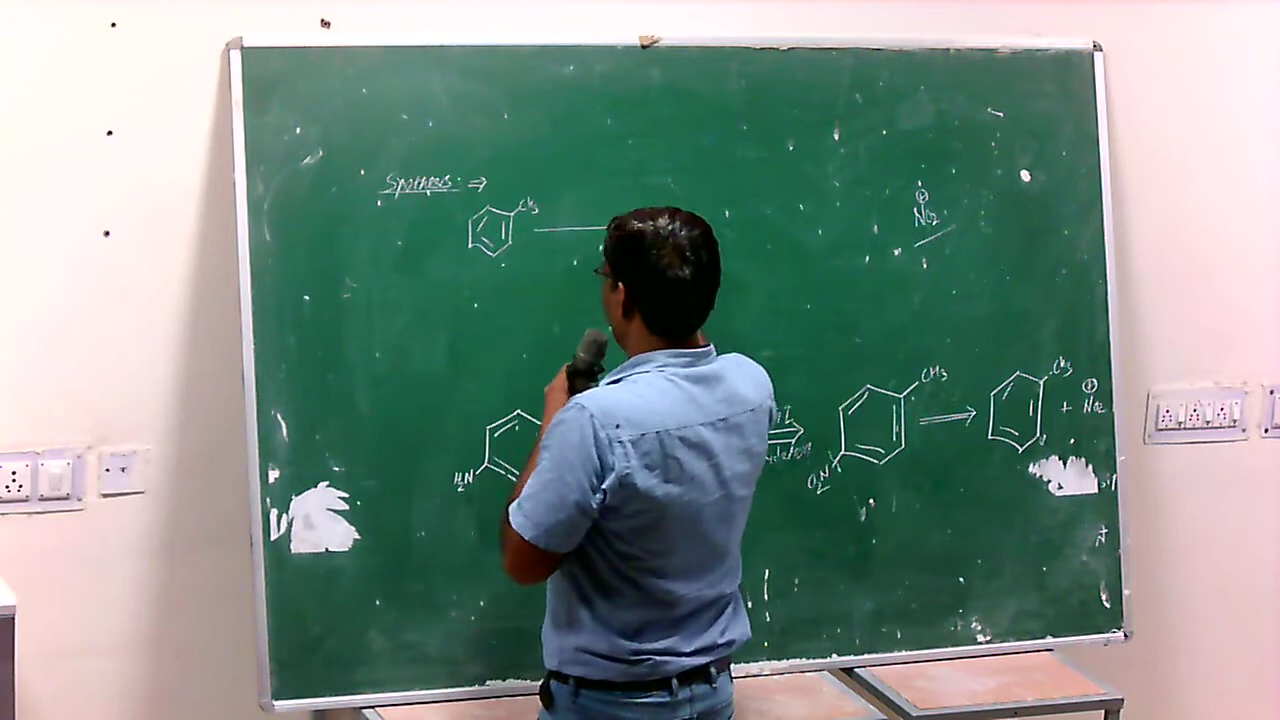 Synthesis ⇒
CH3
⊕
NO2
CH3
CH3
⊕
+ NO2
H2N
O2N